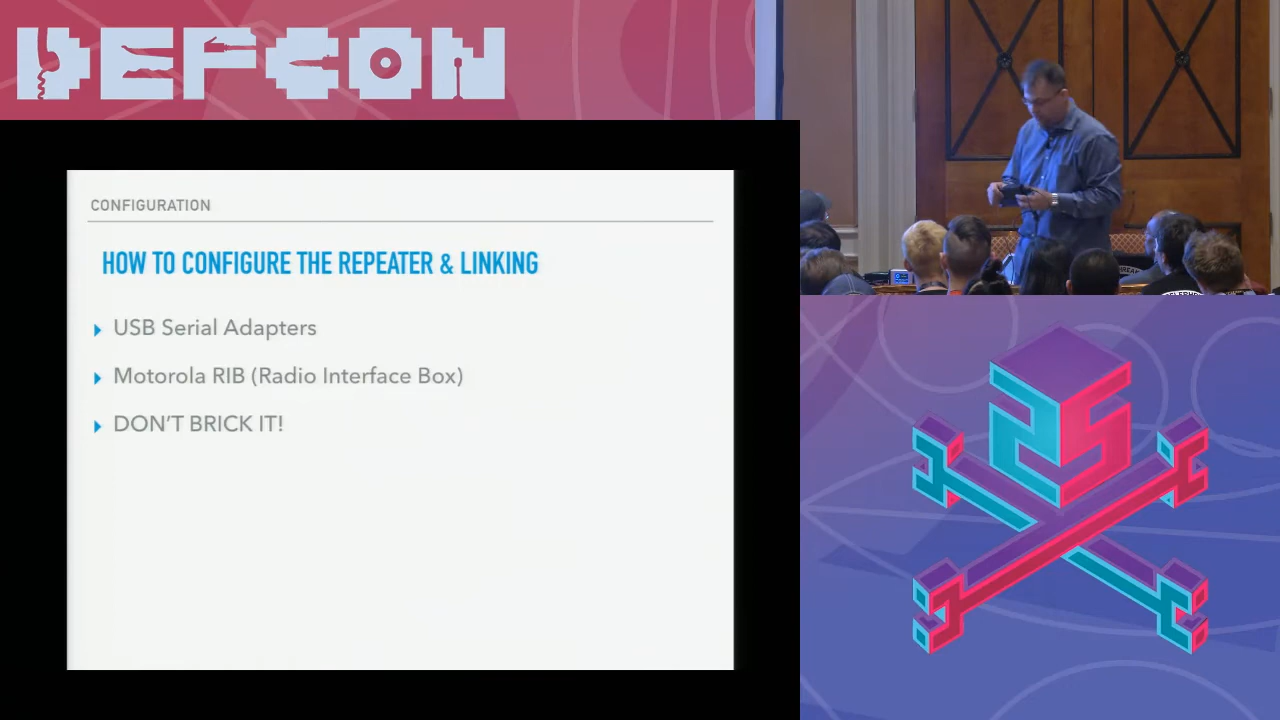 DEFCON
CONFIGURATION
HOW TO CONFIGURE THE REPEATER & LINKING
USB Serial Adapters
Motorola RIB (Radio Interface Box)
DON'T BRICK IT!
25